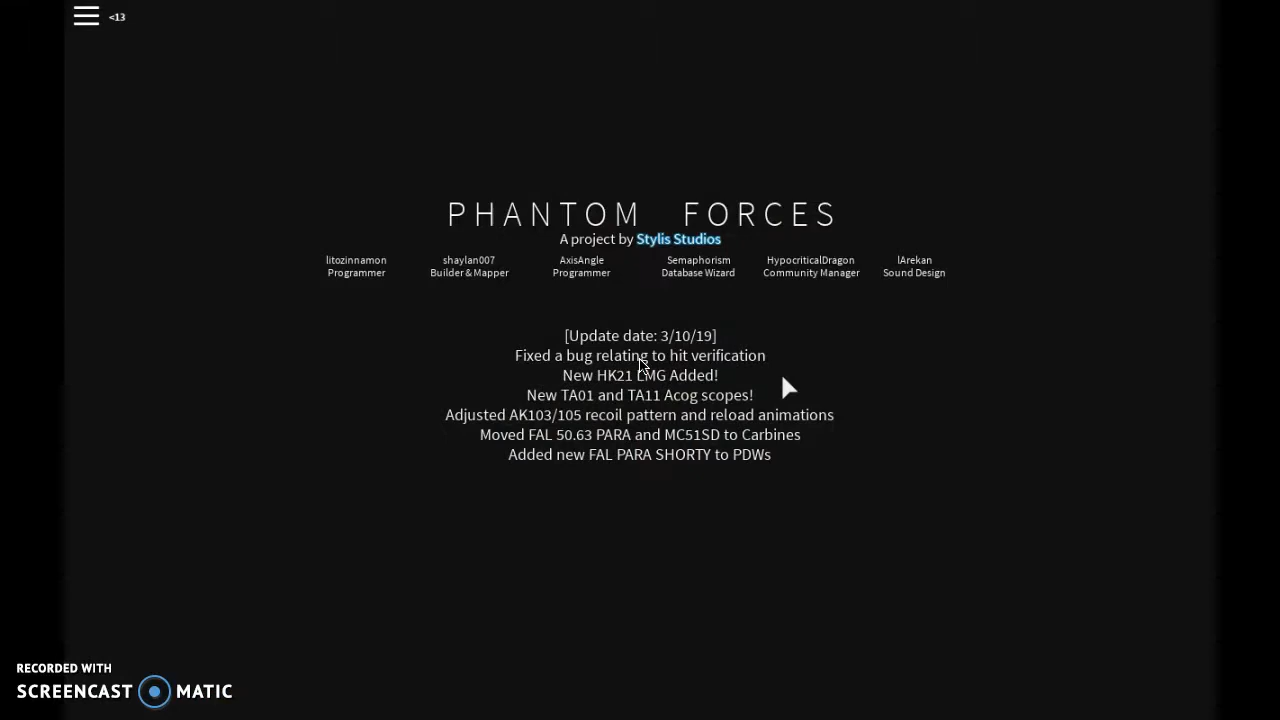 <13
PHANTOM FORCES
A project by Stylis Studios
litozinnamon shaylan007 AxisAngle Semaphorism HypocriticalDragon lArekan
Programmer Builder & Mapper Programmer Database Wizard Community Manager Sound Design
[Update date: 3/10/19]
Fixed a bug relating to hit verification
New HK21 LMG Added!
New TA01 and TA11 Acog scopes!
Adjusted AK103/105 recoil pattern and reload animations
Moved FAL 50.63 PARA and MC51SD to Carbines
Added new FAL PARA SHORTY to PDWs
RECORDED WITH
SCREENCAST MATIC